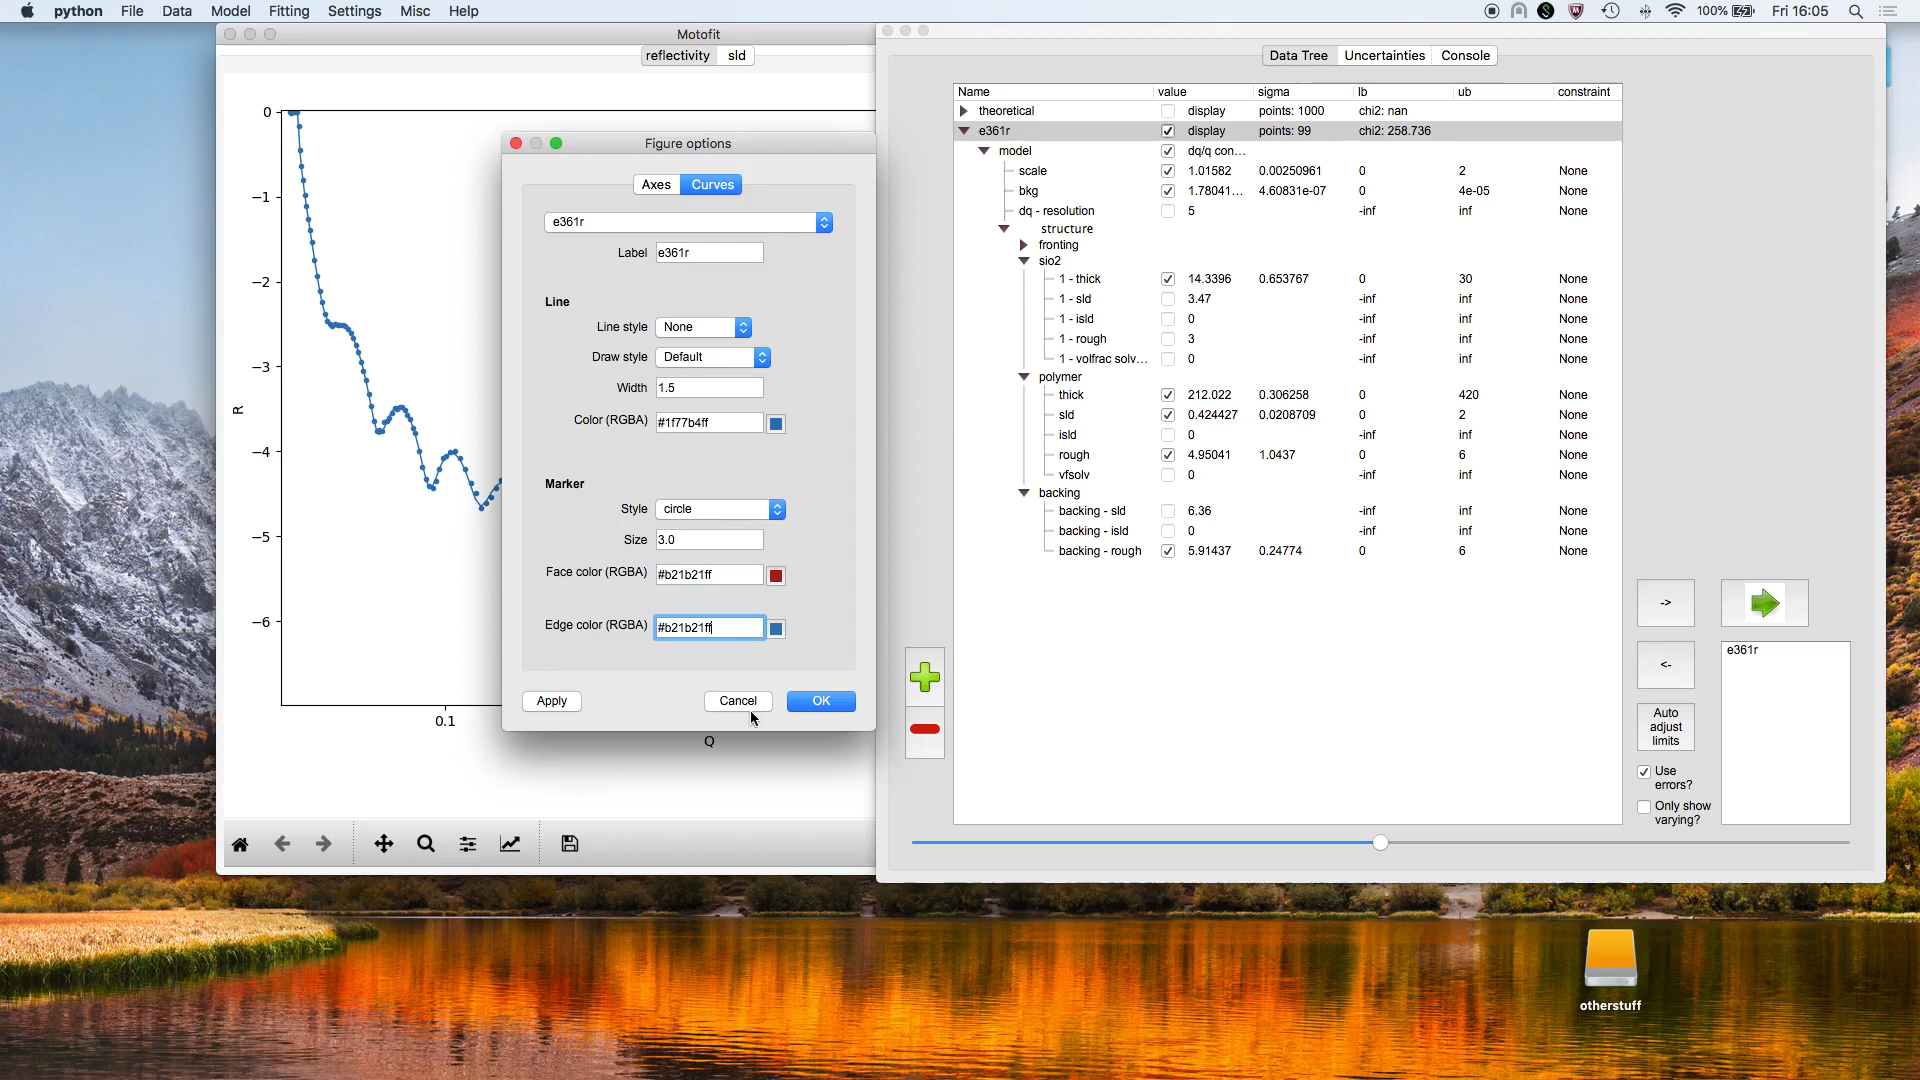 python File Data Model Fitting Settings Misc Help
100% Fri 16:05
Motofit
reflectivity sld
0
−1
−2
−3
−4
−5
−6
R
0.1
Q
Figure options
Axes Curves
e361r
Label e361r
Line
Line style None
Draw style Default
Width 1.5
Color (RGBA) #1f77b4ff
Marker
Style circle
Size 3.0
Face color (RGBA) #b21b21ff
Edge color (RGBA) #b21b21ff
Apply Cancel OK
Data Tree Uncertainties Console
Name value sigma lb ub constraint
theoretical display points: 1000 chi2: nan
e361r display points: 99 chi2: 258.736
model dq/q con...
scale 1.01582 0.00250961 0 2 None
bkg 1.78041... 4.60831e-07 0 4e-05 None
dq - resolution 5 -inf inf None
structure
fronting
sio2
1 - thick 14.3396 0.653767 0 30 None
1 - sld 3.47 -inf inf None
1 - isld 0 -inf inf None
1 - rough 3 -inf inf None
1 - volfrac solv... 0 -inf inf None
polymer
thick 212.022 0.306258 0 420 None
sld 0.424427 0.0208709 0 2 None
isld 0 -inf inf None
rough 4.95041 1.0437 0 6 None
vfsolv 0 -inf inf None
backing
backing - sld 6.36 -inf inf None
backing - isld 0 -inf inf None
backing - rough 5.91437 0.24774 0 6 None
->
<-
e361r
Auto
adjust
limits
Use
errors?
Only show
varying?
otherstuff